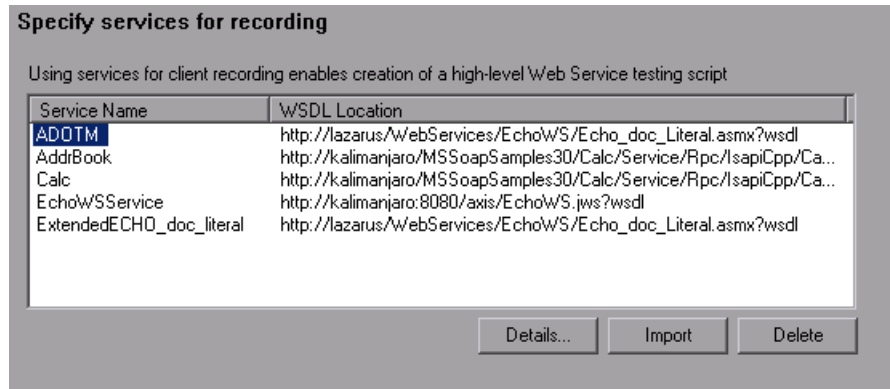 Specify services for recording
Using services for client recording enables creation of a high-level Web Service testing script
Service Name WSDL Location
ADOTM http://lazarus/WebServices/EchoWS/Echo_doc_Literal.asmx?wsdl
AddrBook http://kalimanjaro/MSSoapSamples30/Calc/Service/Rpc/IsapiCpp/Ca...
Calc http://kalimanjaro/MSSoapSamples30/Calc/Service/Rpc/IsapiCpp/Ca...
EchoWSService http://kalimanjaro:8080/axis/EchoWS.jws?wsdl
ExtendedECHO_doc_literal http://lazarus/WebServices/EchoWS/Echo_doc_Literal.asmx?wsdl
Details... Import Delete